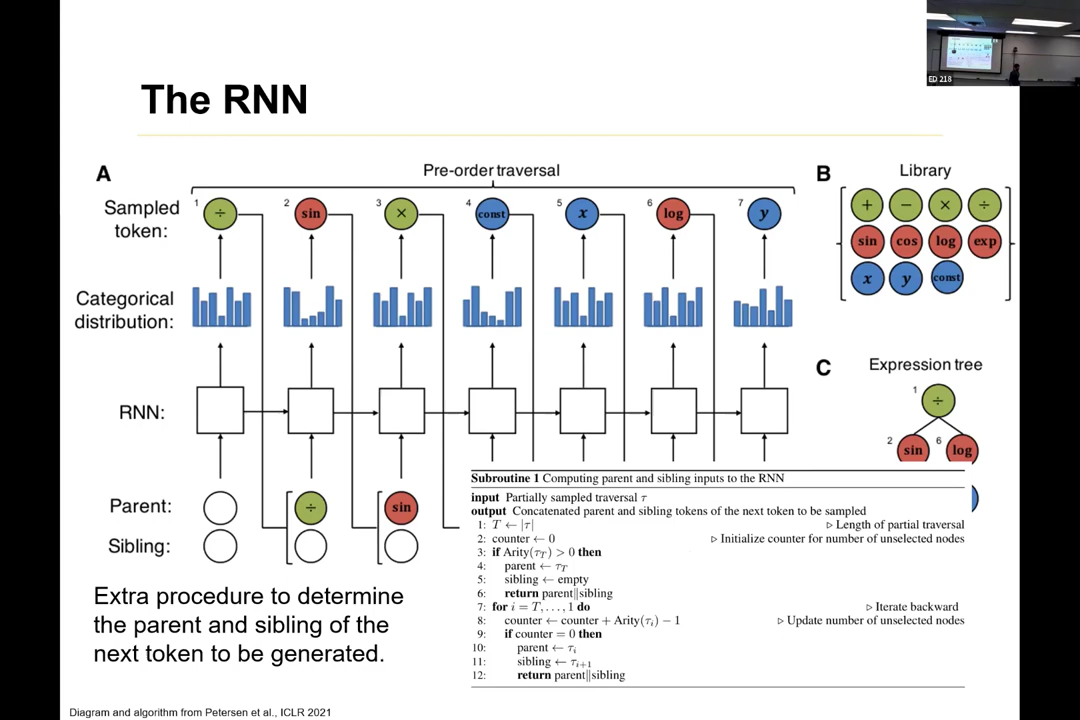 ED 218
The RNN
A
Pre-order traversal
Sampled token:
1 ÷ 2 sin 3 × 4 const 5 x 6 log 7 y
Categorical distribution:
RNN:
Parent: ÷ sin
Sibling:
B
Library
+ − × ÷
sin cos log exp
x y const
C
Expression tree
1 ÷
2 sin 6 log
Subroutine 1 Computing parent and sibling inputs to the RNN
input Partially sampled traversal τ
output Concatenated parent and sibling tokens of the next token to be sampled
1: T ← |τ| ▷ Length of partial traversal
2: counter ← 0 ▷ Initialize counter for number of unselected nodes
3: if Arity(τ_T) > 0 then
4: parent ← τ_T
5: sibling ← empty
6: return parent||sibling
7: for i = T, . . . , 1 do ▷ Iterate backward
8: counter ← counter + Arity(τ_i) − 1 ▷ Update number of unselected nodes
9: if counter = 0 then
10: parent ← τ_i
11: sibling ← τ_{i+1}
12: return parent||sibling
Extra procedure to determine
the parent and sibling of the
next token to be generated.
Diagram and algorithm from Petersen et al., ICLR 2021